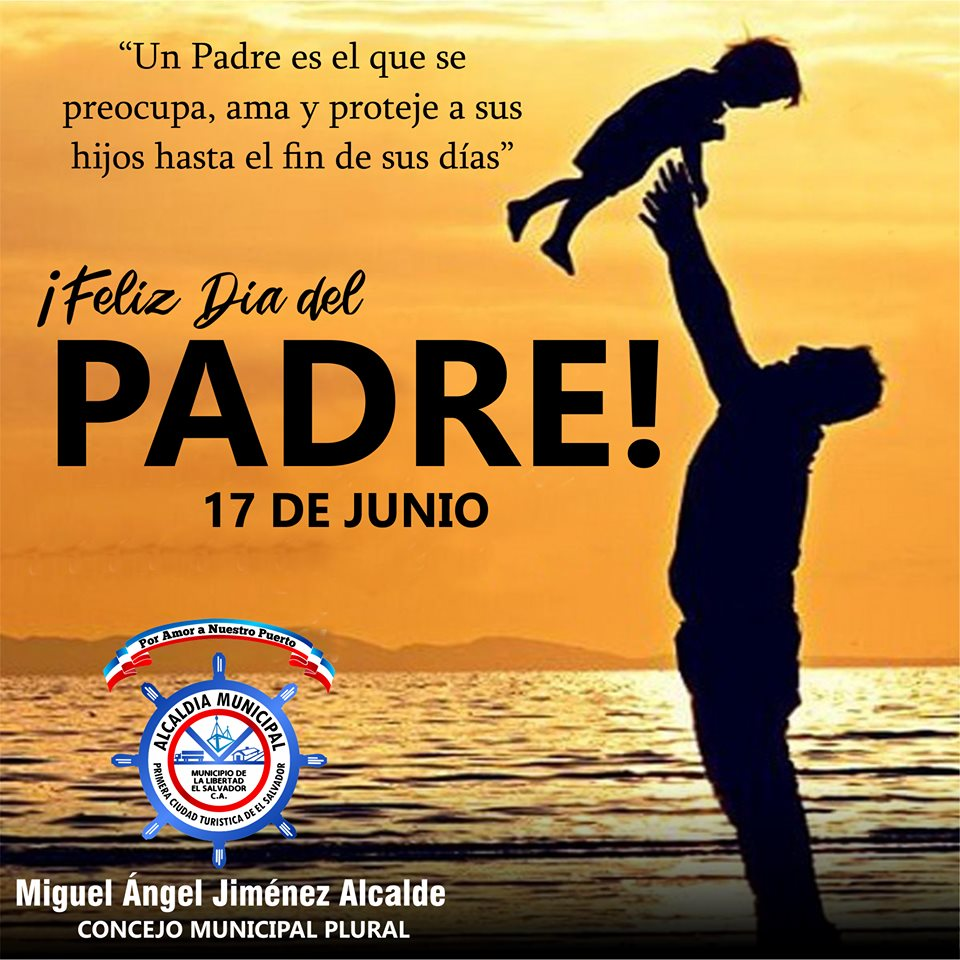 “Un Padre es el que se
preocupa, ama y proteje a sus
hijos hasta el fin de sus días”
¡Feliz Dia del
PADRE!
17 DE JUNIO
Por Amor a Nuestro Puerto
ALCALDIA MUNICIPAL
MUNICIPIO DE
LA LIBERTAD
EL SALVADOR
C.A.
PRIMERA CIUDAD TURISTICA DE EL SALVADOR
Miguel Ángel Jiménez Alcalde
CONCEJO MUNICIPAL PLURAL